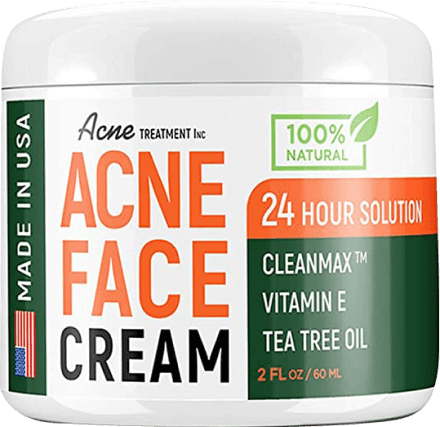 MADE IN USA
Acne TREATMENT INC
ACNE
FACE
CREAM
100%
NATURAL
24 HOUR SOLUTION
CLEANMAX™
VITAMIN E
TEA TREE OIL
2 FL OZ / 60 ML